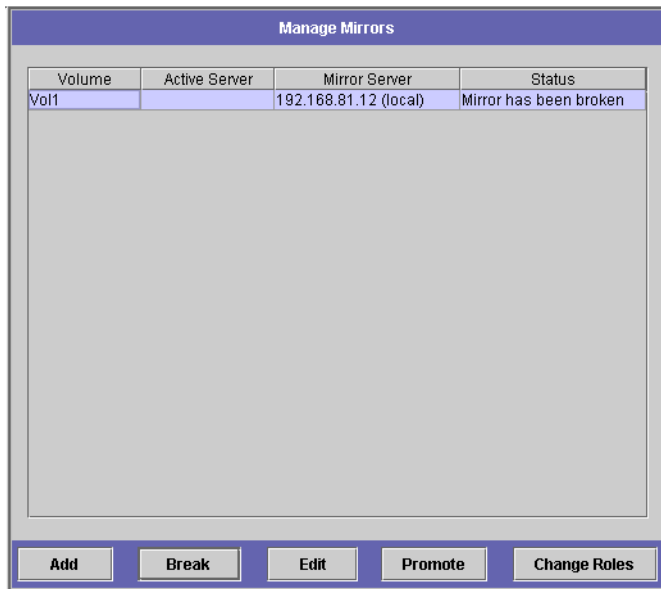 Manage Mirrors
Volume Active Server Mirror Server Status
Vol1 192.168.81.12 (local) Mirror has been broken
Add Break Edit Promote Change Roles